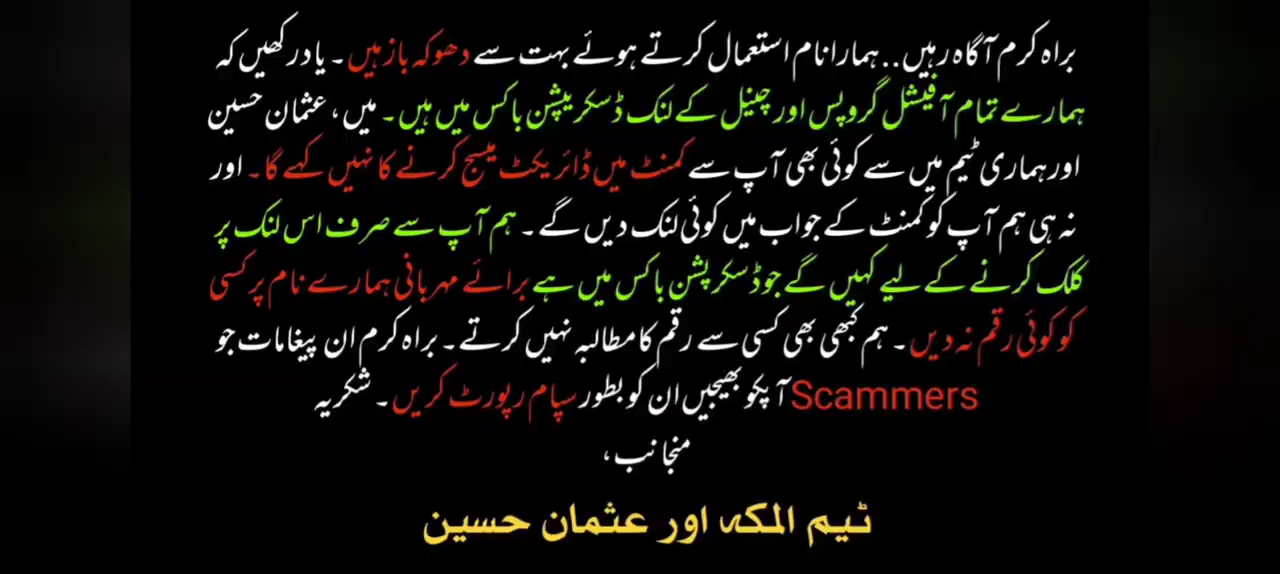 براہ کرم آگاہ رہیں.. ہمارا نام استعمال کرتے ہوئے بہت سے دھوکہ باز ہیں۔ یاد رکھیں کہ
ہمارے تمام آفیشل گروپس اور چینل کے لنک ڈسکرپشن باکس میں ہیں۔ میں، عثمان حسین
اور ہماری ٹیم میں سے کوئی بھی آپ سے کمنٹ میں ڈائریکٹ میسج کرنے کا نہیں کہے گا۔ اور
نہ ہی ہم آپ کو کمنٹ کے جواب میں کوئی لنک دیں گے۔ ہم آپ سے صرف اس لنک پر
کلک کرنے کے لیے کہیں گے جو ڈسکرپشن باکس میں ہے برائے مہربانی ہمارے نام پر کسی
کو کوئی رقم نہ دیں۔ ہم کبھی بھی کسی سے رقم کا مطالبہ نہیں کرتے۔ براہ کرم ان پیغامات جو
Scammers آپکو بھیجیں ان کو بطور سپام رپورٹ کریں۔ شکریہ
منجانب،
ٹیم المکہ اور عثمان حسین